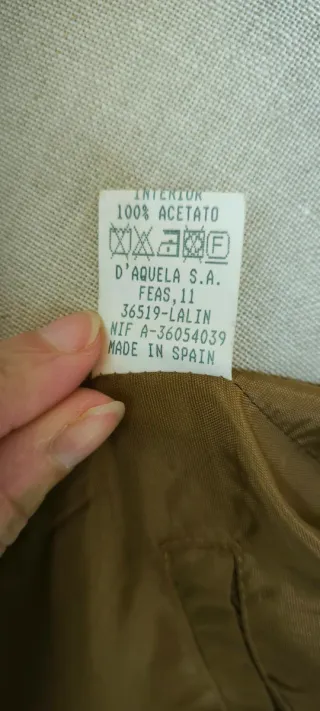 INTERIOR
100% ACETATO
F
D'AQUELA S.A.
FEAS,11
36519-LALIN
NIF A-36054039
MADE IN SPAIN